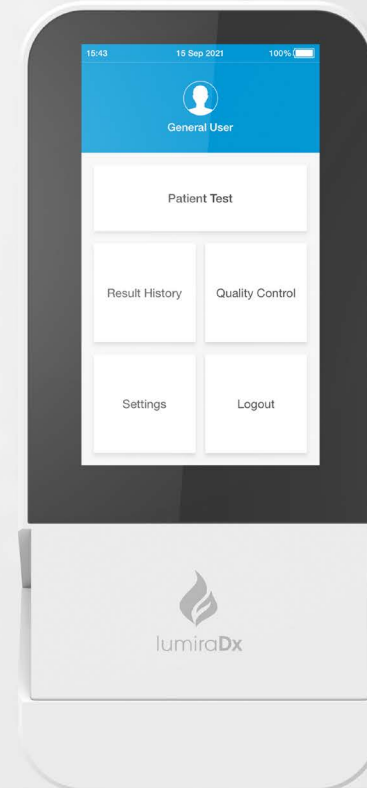 15:43 15 Sep 2021 100%
General User
Patient Test
Result History Quality Control
Settings Logout
lumiraDx